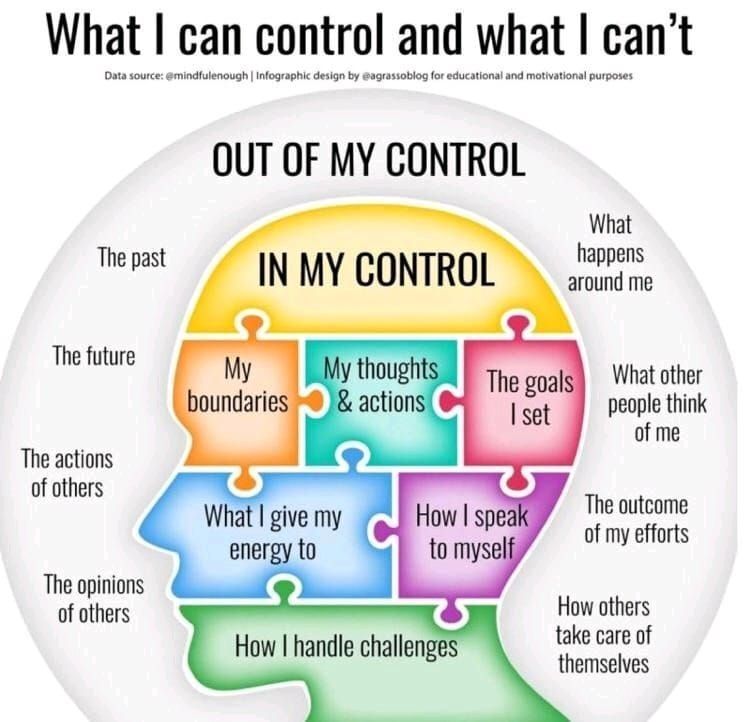 What I can control and what I can't
Data source: @mindfulenough | Infographic design by @agrassoblog for educational and motivational purposes
OUT OF MY CONTROL
IN MY CONTROL
The past
The future
The actions
of others
The opinions
of others
What
happens
around me
What other
people think
of me
The outcome
of my efforts
How others
take care of
themselves
My
boundaries
My thoughts
& actions
The goals
I set
What I give my
energy to
How I speak
to myself
How I handle challenges